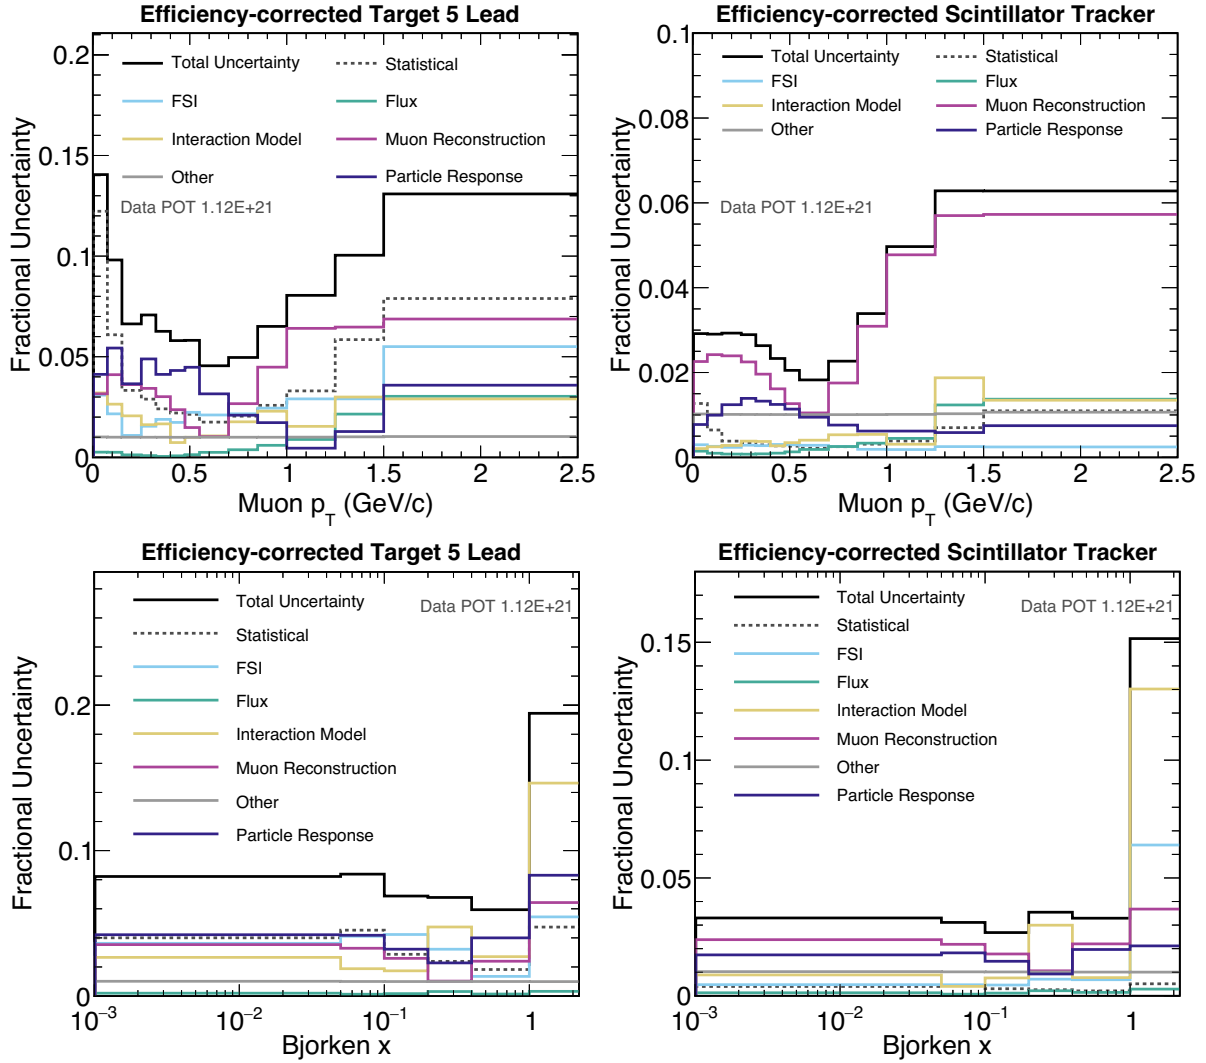 Efficiency-corrected Target 5 Lead
Fractional Uncertainty
0.2
0.15
0.1
0.05
0
Total Uncertainty
Statistical
FSI
Flux
Interaction Model
Muon Reconstruction
Other
Particle Response
Data POT 1.12E+21
0 0.5 1 1.5 2 2.5
Muon p_T (GeV/c)
Efficiency-corrected Scintillator Tracker
Fractional Uncertainty
0.1
0.08
0.06
0.04
0.02
0
Total Uncertainty
Statistical
FSI
Flux
Interaction Model
Muon Reconstruction
Other
Particle Response
Data POT 1.12E+21
0 0.5 1 1.5 2 2.5
Muon p_T (GeV/c)
Efficiency-corrected Target 5 Lead
Fractional Uncertainty
0.2
0.1
0
Total Uncertainty
Data POT 1.12E+21
Statistical
FSI
Flux
Interaction Model
Muon Reconstruction
Other
Particle Response
10⁻³ 10⁻² 10⁻¹ 1
Bjorken x
Efficiency-corrected Scintillator Tracker
Fractional Uncertainty
0.15
0.1
0.05
0
Total Uncertainty
Data POT 1.12E+21
Statistical
FSI
Flux
Interaction Model
Muon Reconstruction
Other
Particle Response
10⁻³ 10⁻² 10⁻¹ 1
Bjorken x